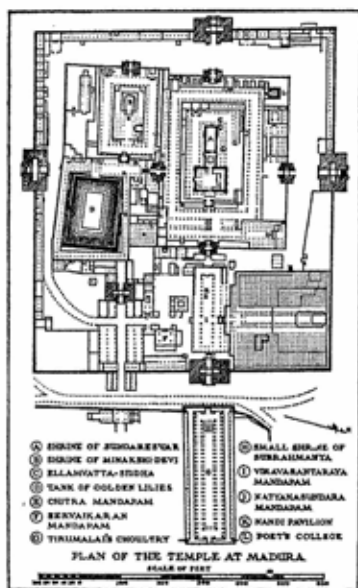 Ⓐ SHRINE OF SUNDARESVAR
Ⓑ SHRINE OF MINAKSHI-DEVI
Ⓒ ELLAMVATTA-SIDDHA
Ⓓ TANK OF GOLDEN LILIES
Ⓔ CHITRA MANDAPAM
Ⓕ SERVAIKARAN
MANDAPAM
Ⓖ TIRUMALAI'S CHOULTRY
Ⓗ SMALL SHRINE OF
SUBRAHMANYA
Ⓘ VIRAVASANTARAYA
MANDAPAM
Ⓙ NATYANASUNDARA
MANDAPAM
Ⓚ NANDI PAVILION
Ⓛ POET'S COLLEGE
PLAN OF THE TEMPLE AT MADURA.
SCALE OF FEET